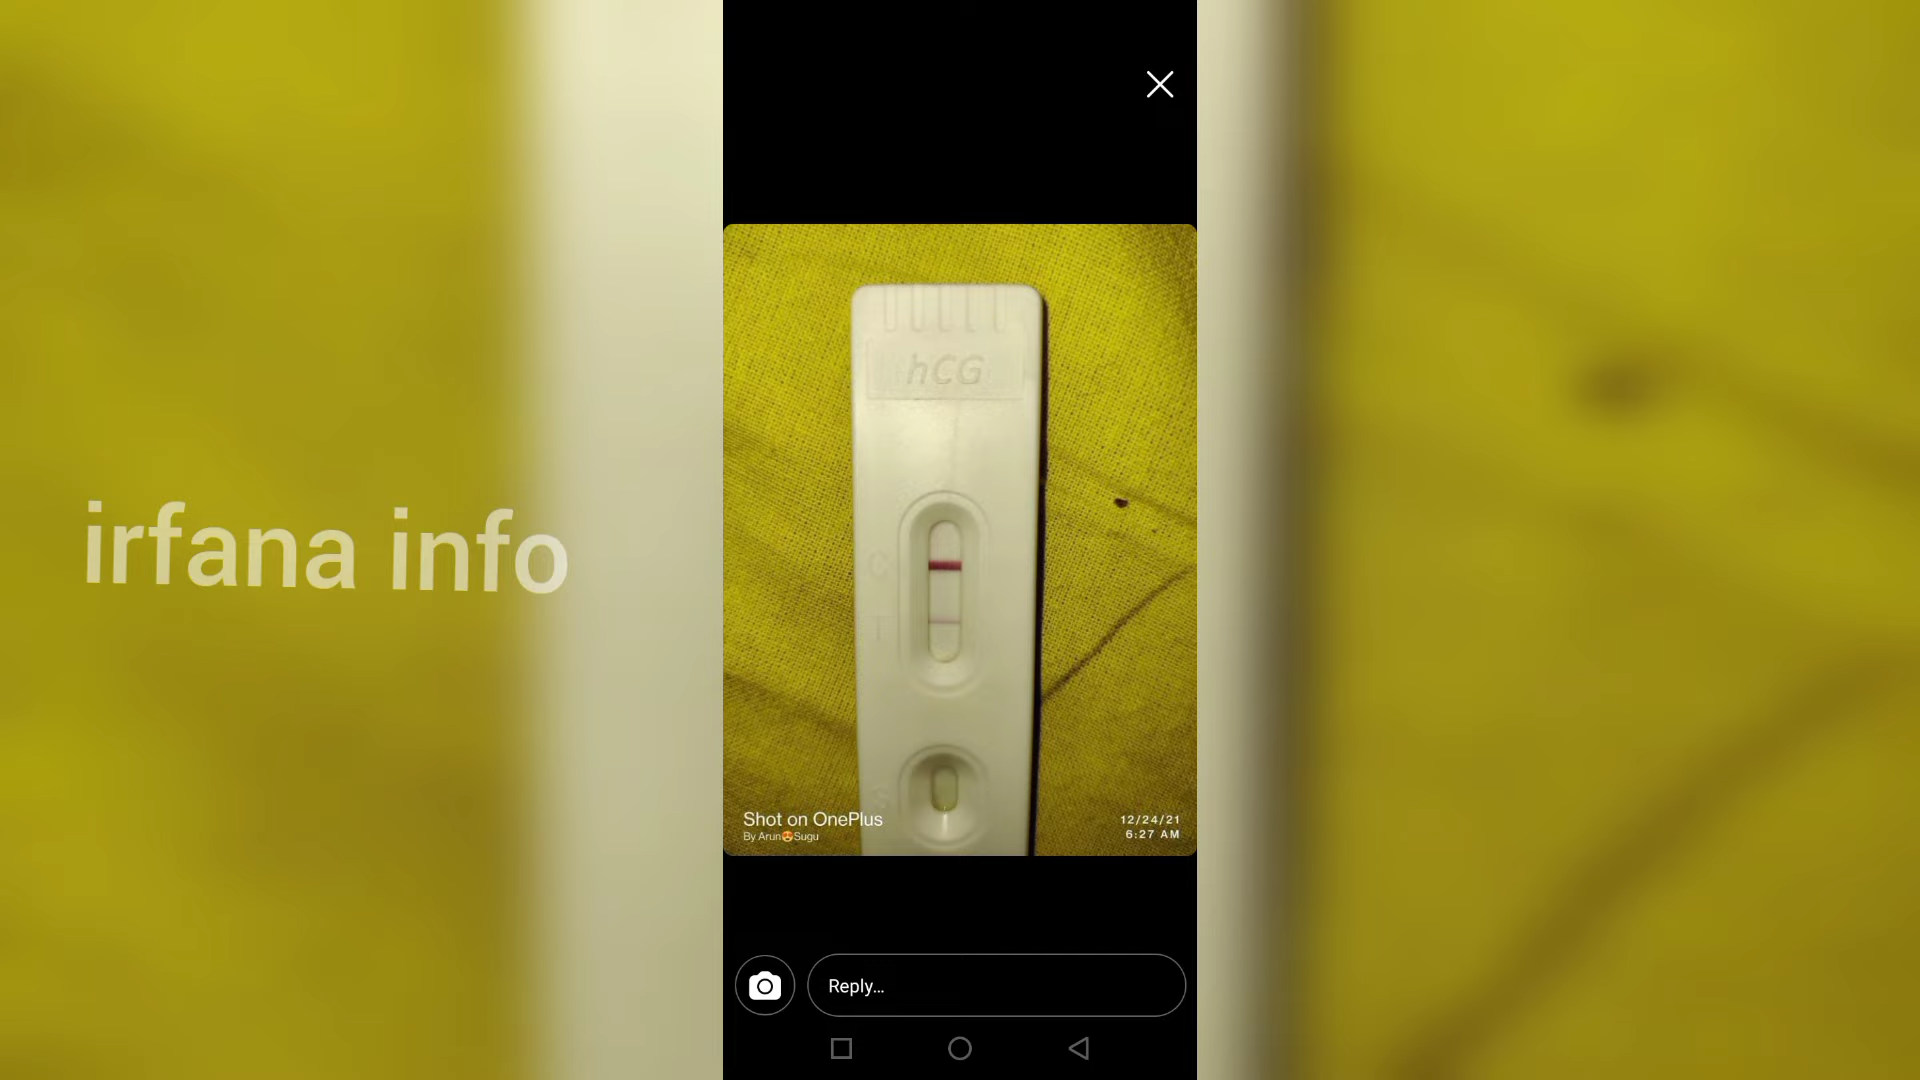 hCG
irfana info
C
T
S
Shot on OnePlus
By Arun😍Sugu
12/24/21
6:27 AM
Reply...